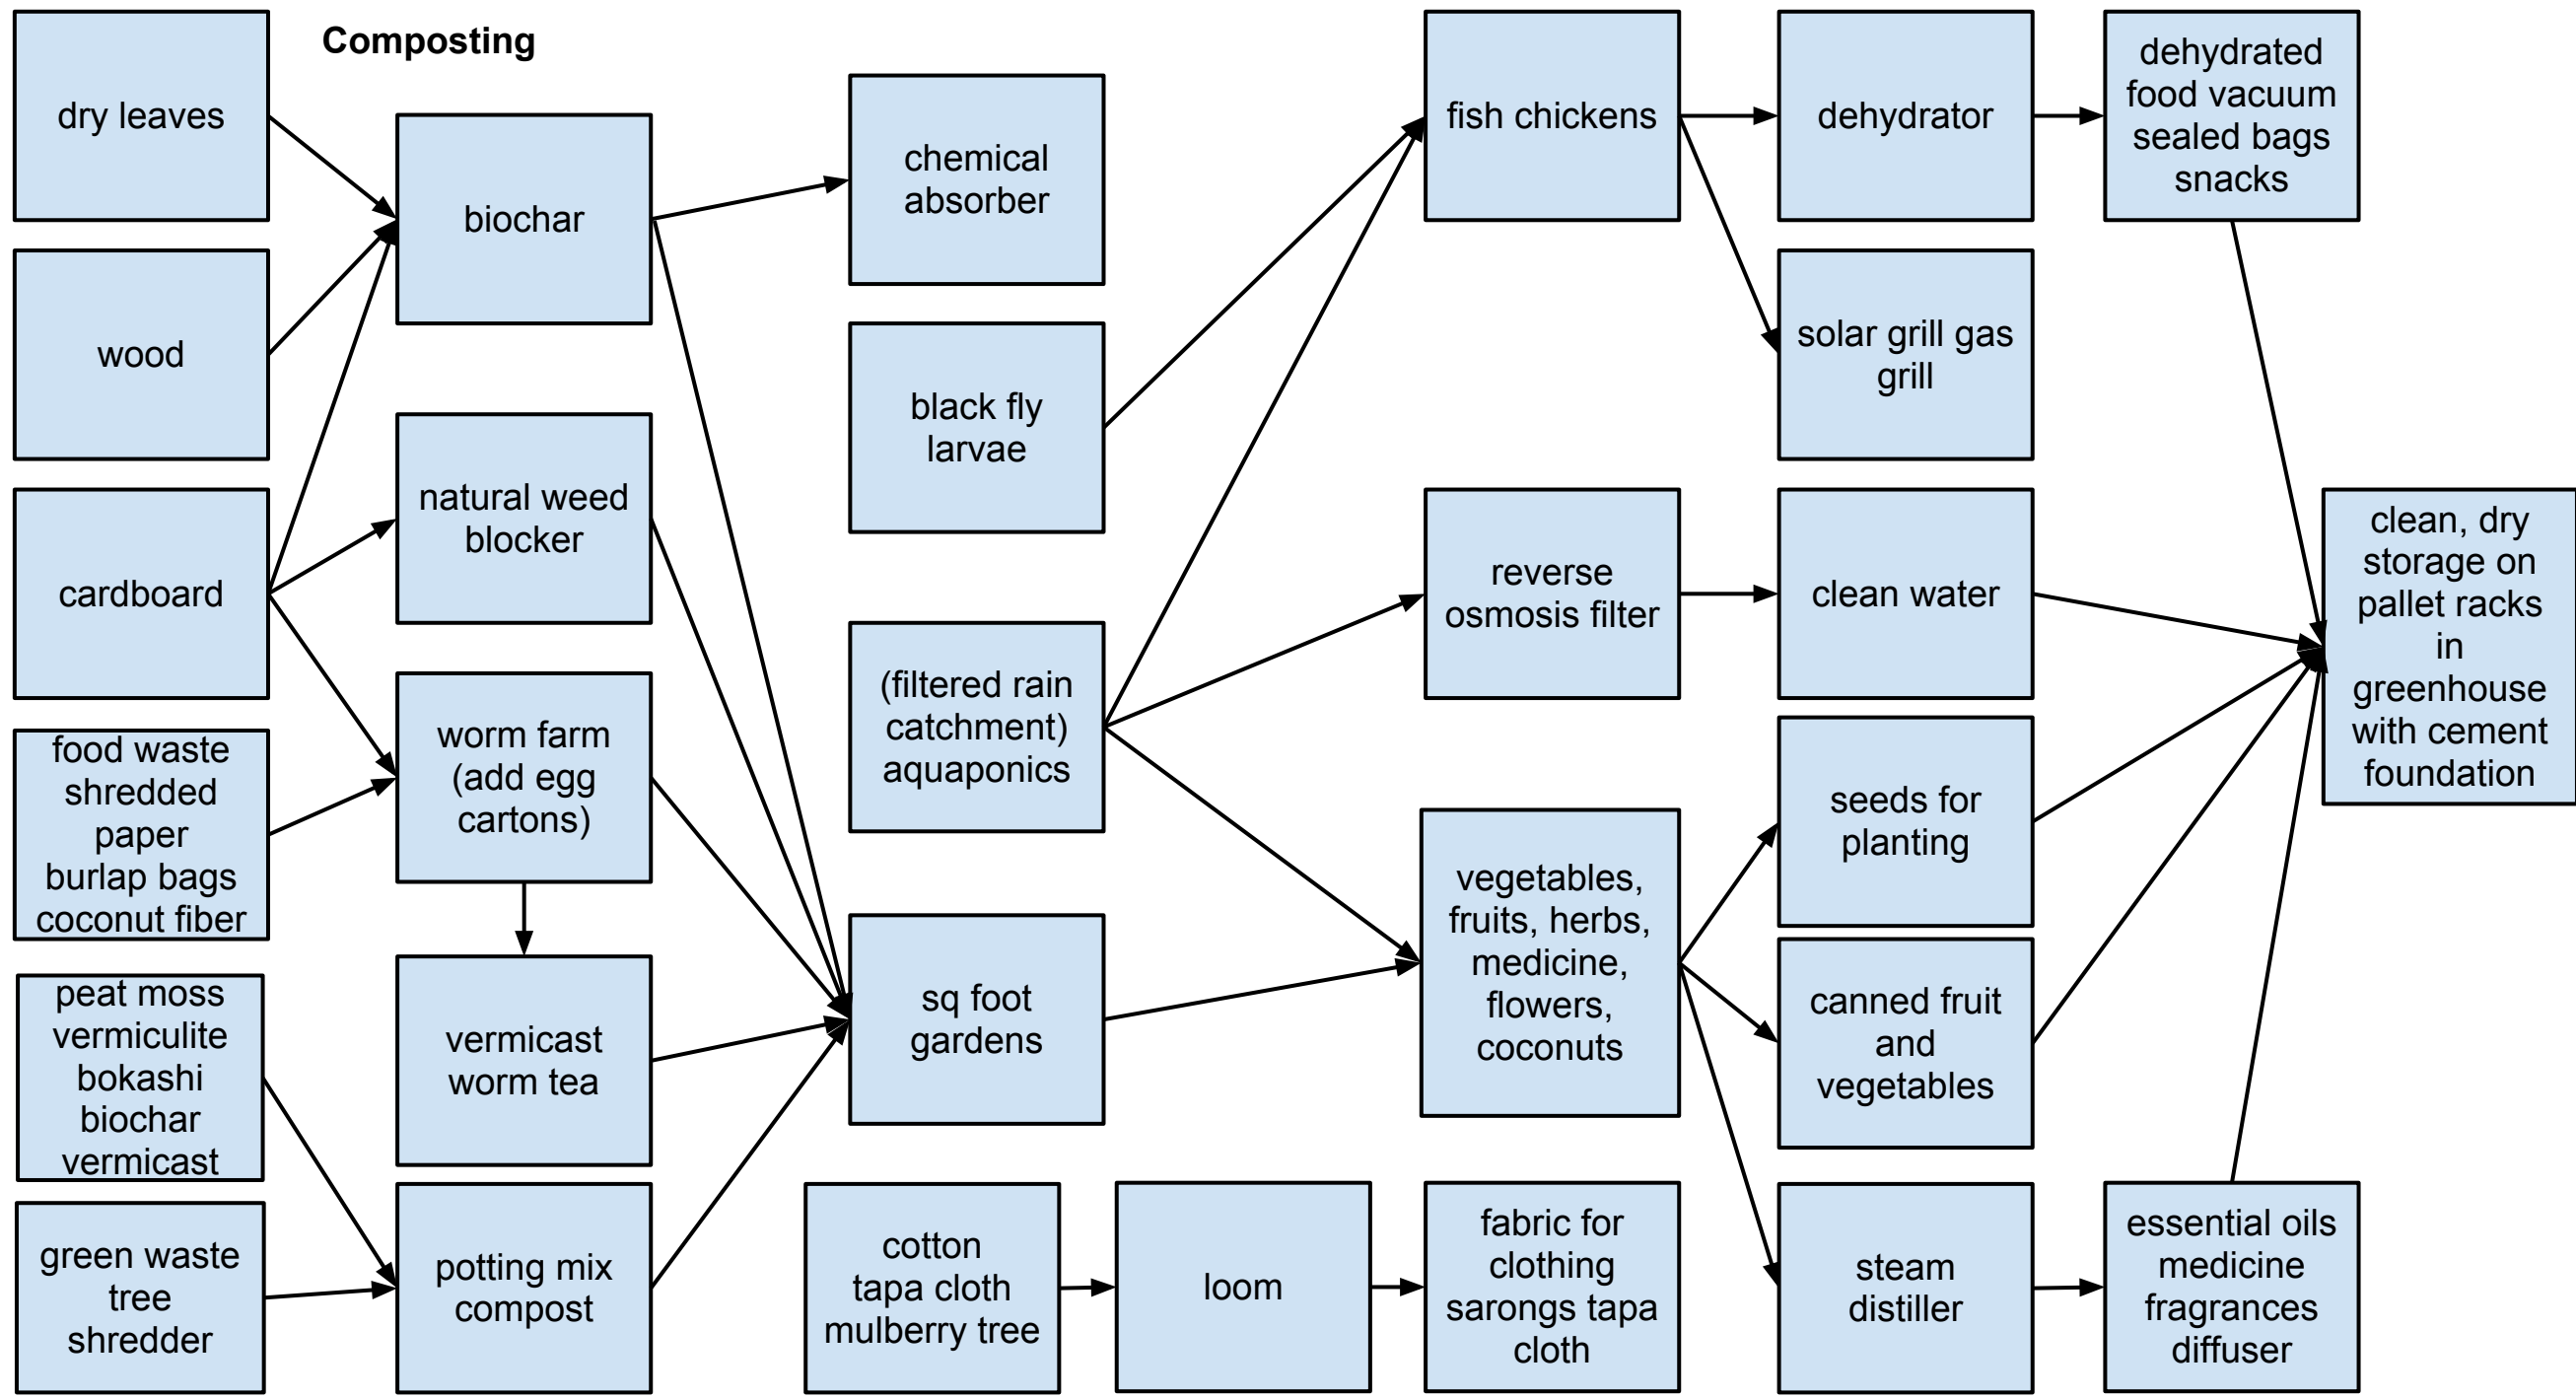 Composting
dry leaves
wood
cardboard
food waste
shredded
paper
burlap bags
coconut fiber
peat moss
vermiculite
bokashi
biochar
vermicast
green waste
tree
shredder
biochar
natural weed
blocker
worm farm
(add egg
cartons)
vermicast
worm tea
potting mix
compost
chemical
absorber
black fly
larvae
(filtered rain
catchment)
aquaponics
sq foot
gardens
cotton
tapa cloth
mulberry tree
loom
fish chickens
reverse
osmosis filter
vegetables,
fruits, herbs,
medicine,
flowers,
coconuts
fabric for
clothing
sarongs tapa
cloth
dehydrator
solar grill gas
grill
clean water
seeds for
planting
canned fruit
and
vegetables
steam
distiller
dehydrated
food vacuum
sealed bags
snacks
essential oils
medicine
fragrances
diffuser
clean, dry
storage on
pallet racks
in
greenhouse
with cement
foundation